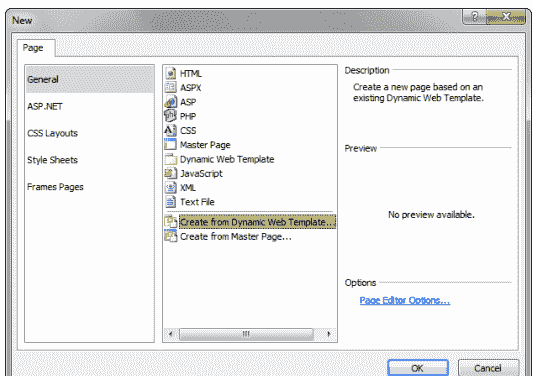 New
Page
General
ASP.NET
CSS Layouts
Style Sheets
Frames Pages
HTML
ASPX
ASP
PHP
CSS
Master Page
Dynamic Web Template
JavaScript
XML
Text File
Create from Dynamic Web Template...
Create from Master Page...
Description
Create a new page based on an
existing Dynamic Web Template.
Preview
No preview available.
Options
Page Editor Options...
OK
Cancel